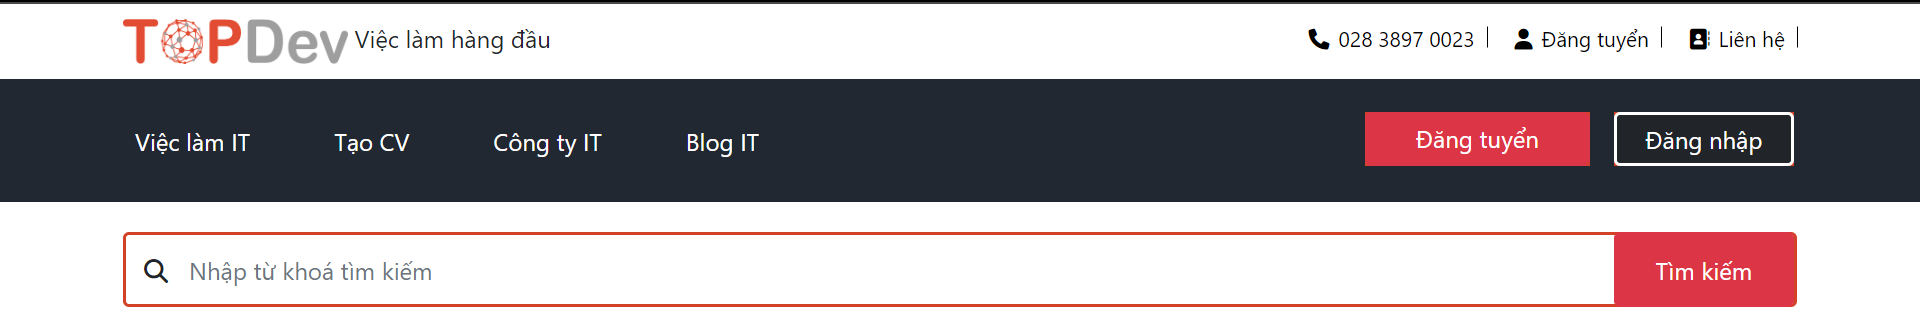 TOPDev Việc làm hàng đầu 028 3897 0023 Đăng tuyển Liên hệ
Việc làm IT Tạo CV Công ty IT Blog IT Đăng tuyển Đăng nhập
Nhập từ khoá tìm kiếm Tìm kiếm